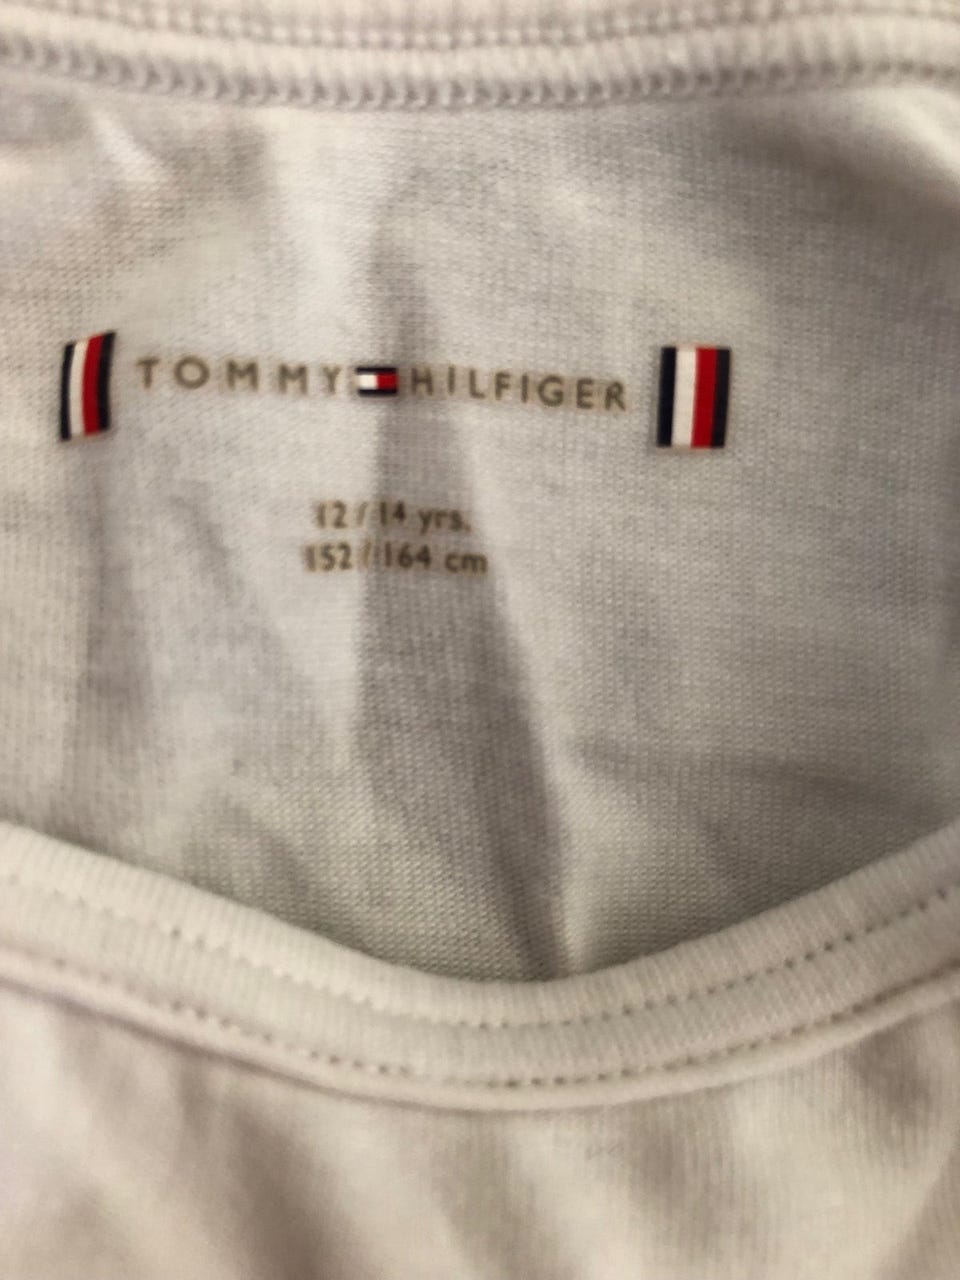 TOMMY HILFIGER
12/14 yrs.
152/164 cm